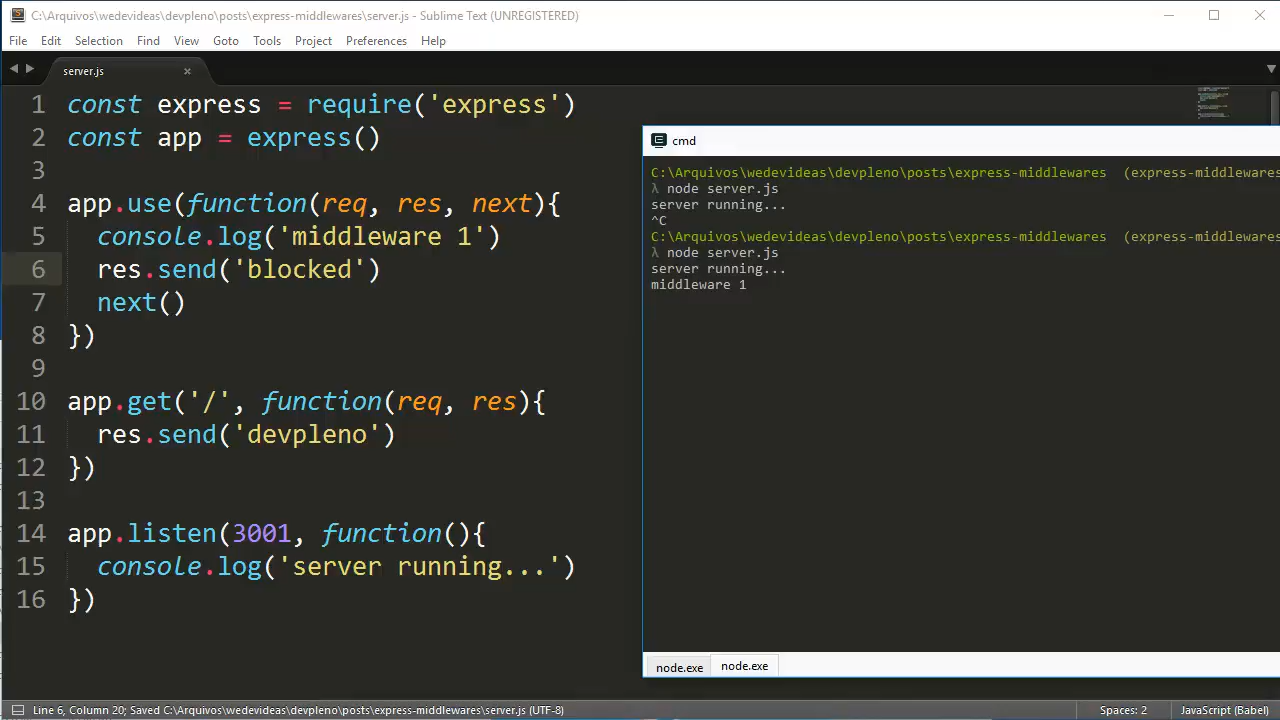 C:\Arquivos\wedevideas\devpleno\posts\express-middlewares\server.js - Sublime Text (UNREGISTERED)
File Edit Selection Find View Goto Tools Project Preferences Help
server.js
1 const express = require('express')
2 const app = express()
3
4 app.use(function(req, res, next){
5 console.log('middleware 1')
6 res.send('blocked')
7 next()
8 })
9
10 app.get('/', function(req, res){
11 res.send('devpleno')
12 })
13
14 app.listen(3001, function(){
15 console.log('server running...')
16 })
cmd
C:\Arquivos\wedevideas\devpleno\posts\express-middlewares (express-middlewares
λ node server.js
server running...
^C
C:\Arquivos\wedevideas\devpleno\posts\express-middlewares (express-middlewares
λ node server.js
server running...
middleware 1
node.exe node.exe
Line 6, Column 20; Saved C:\Arquivos\wedevideas\devpleno\posts\express-middlewares\server.js (UTF-8) Spaces: 2 JavaScript (Babel)